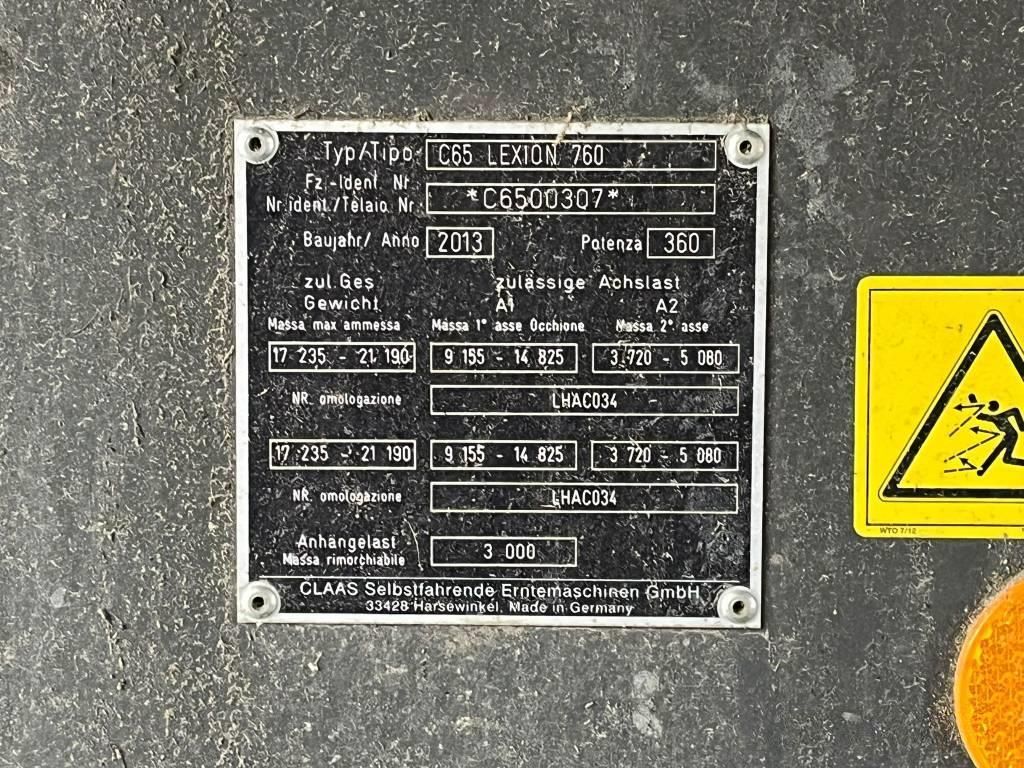 Typ/Tipo C65 LEXION 760
Fz.-Ident. Nr.
Nr.ident./Telaio Nr. *C6500307*
Baujahr/ Anno 2013 Potenza 360
zul.Ges. zulässige Achslast
Gewicht A1 A2
Massa max ammessa Massa 1° asse Occhione Massa 2° asse
17 235 - 21 190 9 155 - 14 825 3 720 - 5 080
NR. omologazione LHAC034
17 235 - 21 190 9 155 - 14 825 3 720 - 5 080
NR. omologazione LHAC034
Anhängelast
Massa rimorchiabile 3 000
CLAAS Selbstfahrende Erntemaschinen GmbH
33428 Harsewinkel, Made in Germany
WTO 7/12